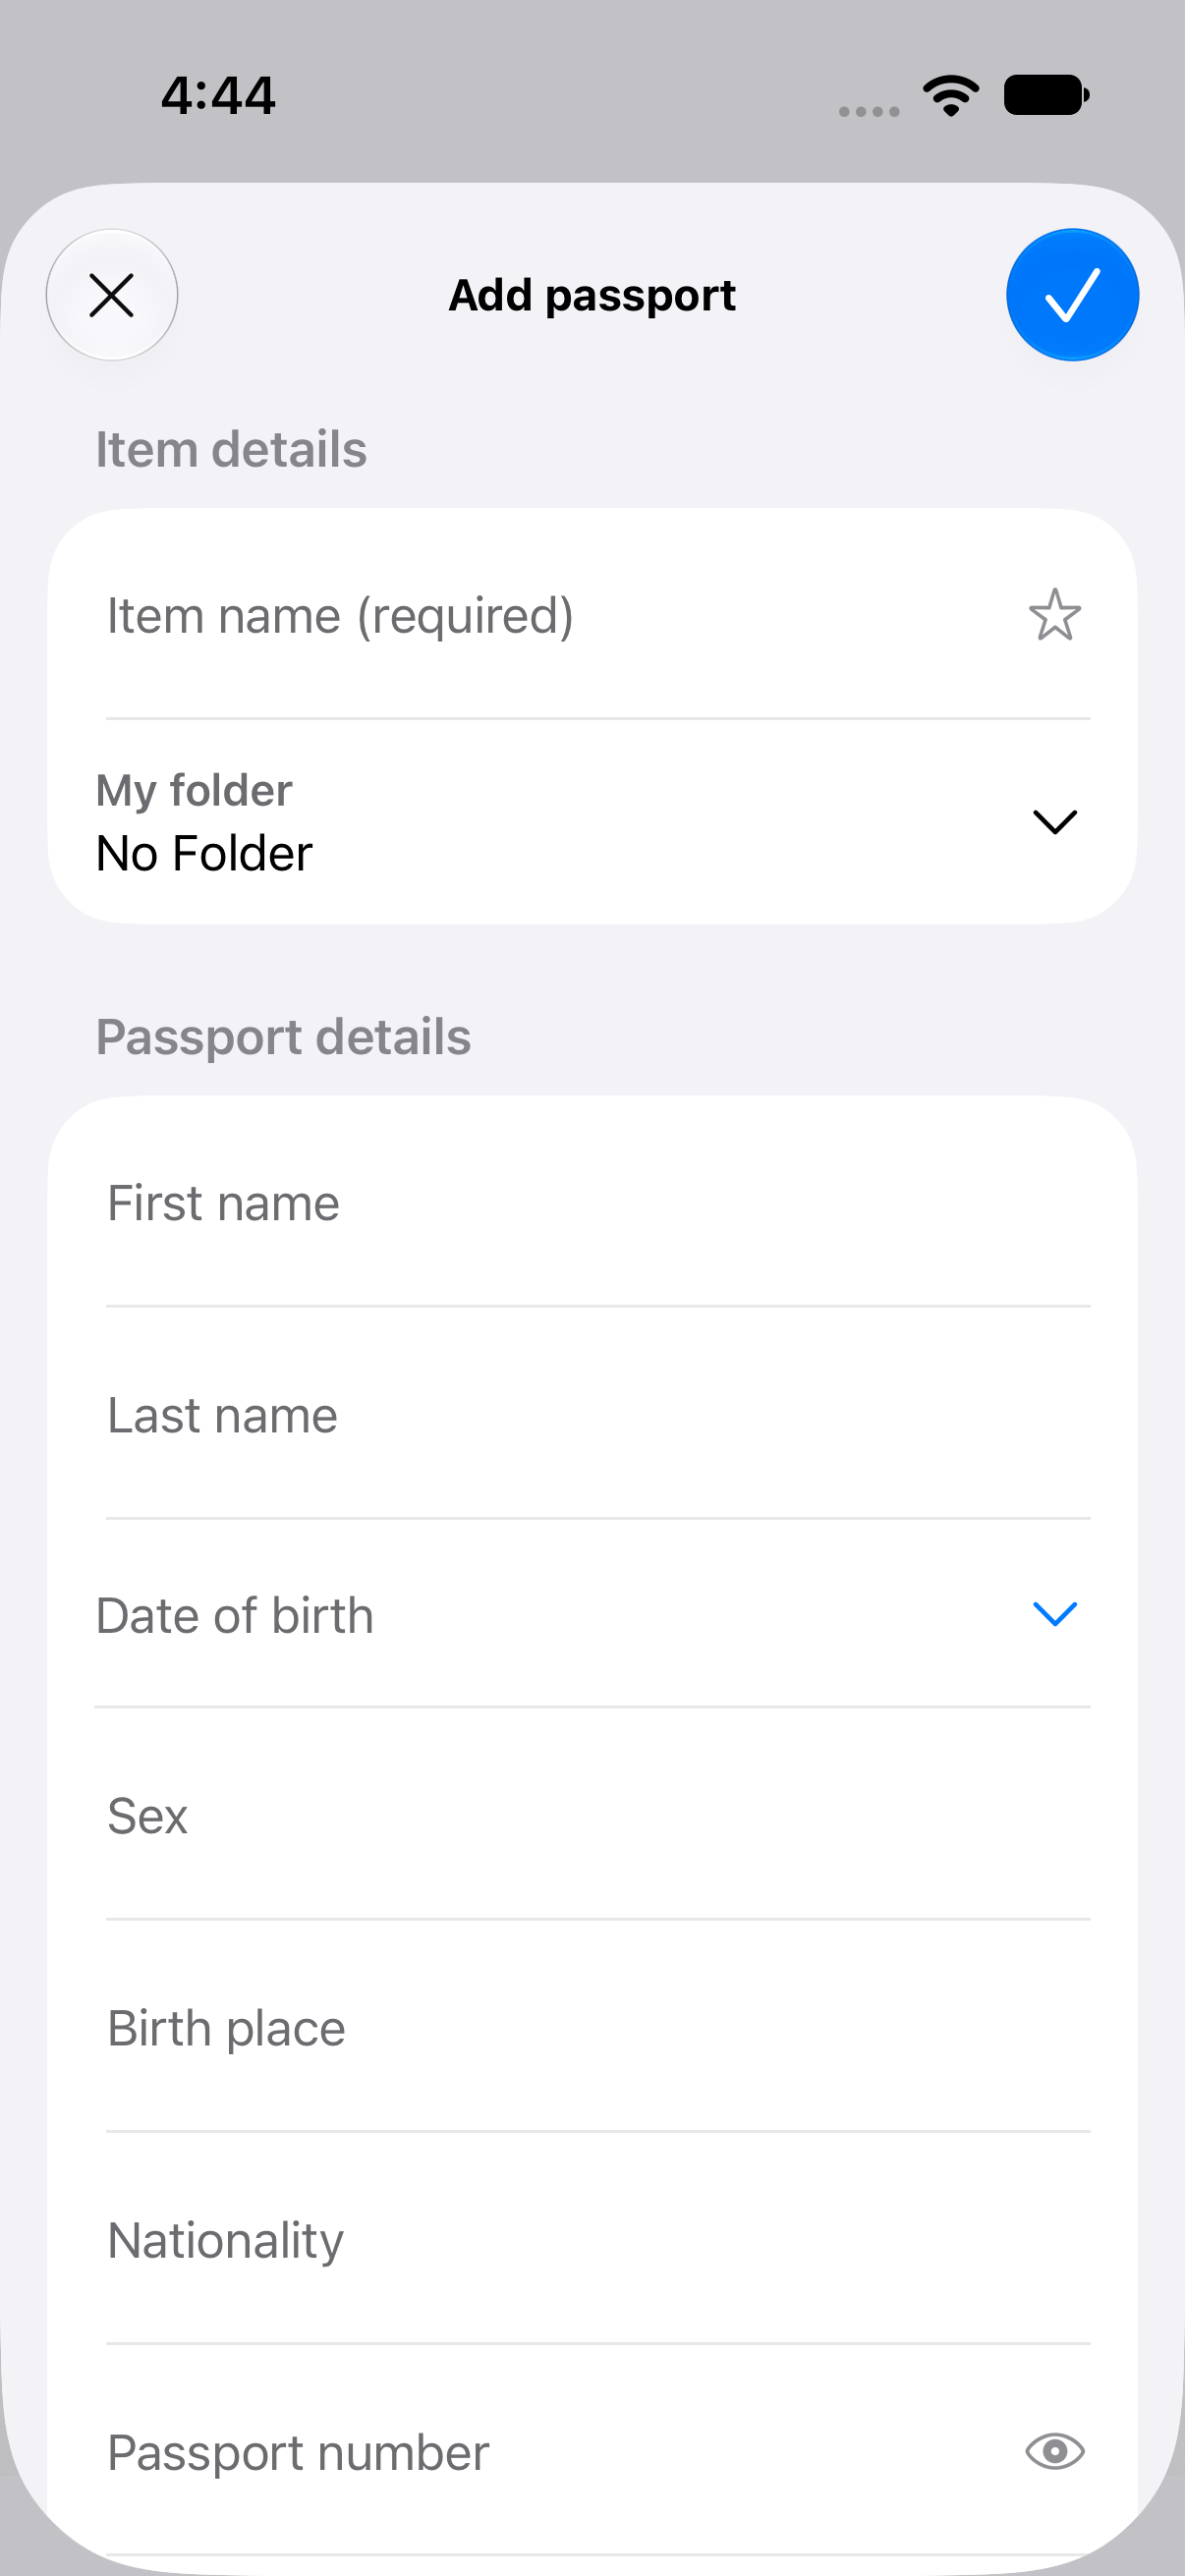 4:44
Add passport
Item details
Item name (required)
My folder
No Folder
Passport details
First name
Last name
Date of birth
Sex
Birth place
Nationality
Passport number